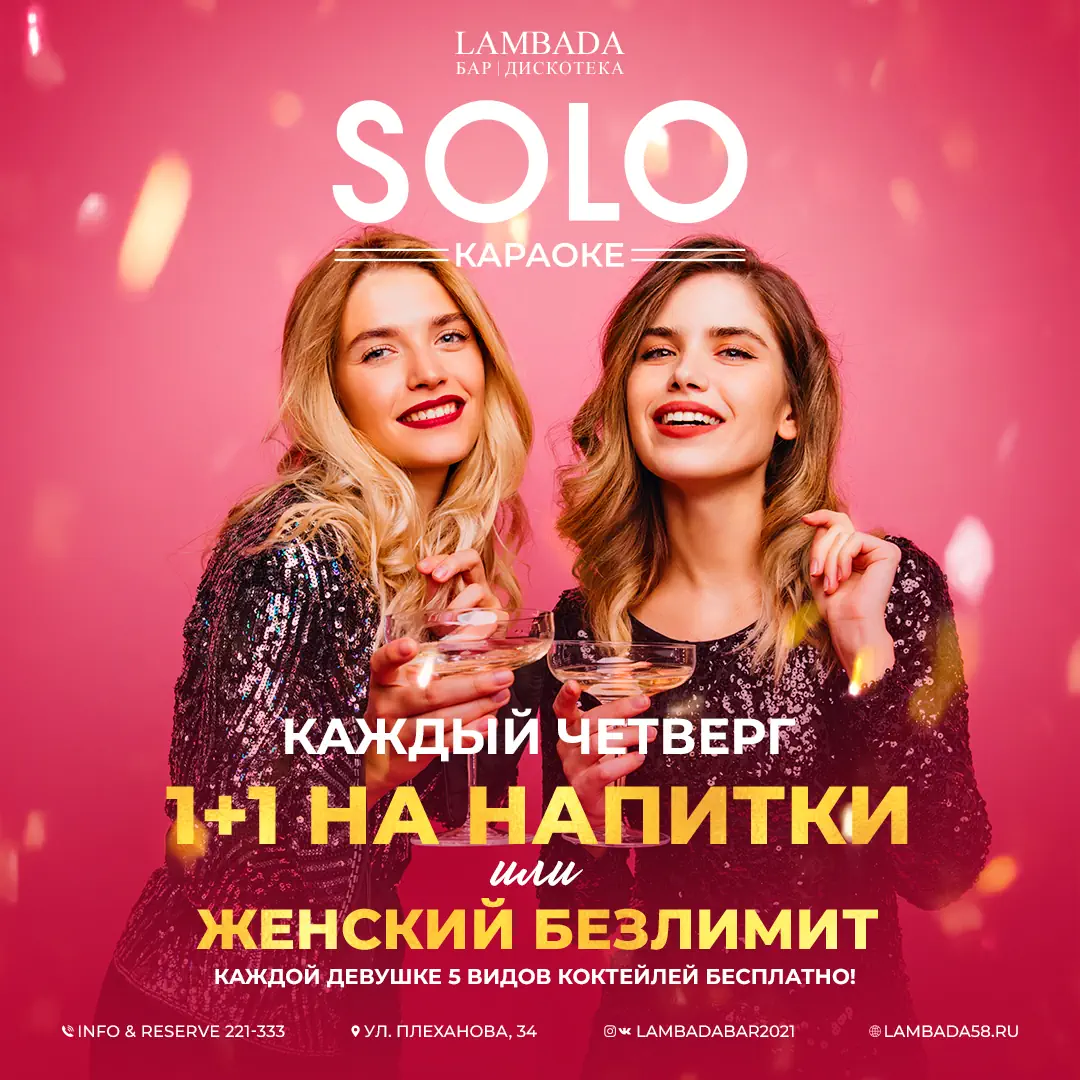 LAMBADA
БАР | ДИСКОТЕКА
SOLO
КАРАОКЕ
КАЖДЫЙ ЧЕТВЕРГ
1+1 НА НАПИТКИ
или
ЖЕНСКИЙ БЕЗЛИМИТ
КАЖДОЙ ДЕВУШКЕ 5 ВИДОВ КОКТЕЙЛЕЙ БЕСПЛАТНО!
INFO & RESERVE 221-333 УЛ. ПЛЕХАНОВА, 34 LAMBADABAR2021 LAMBADA58.RU